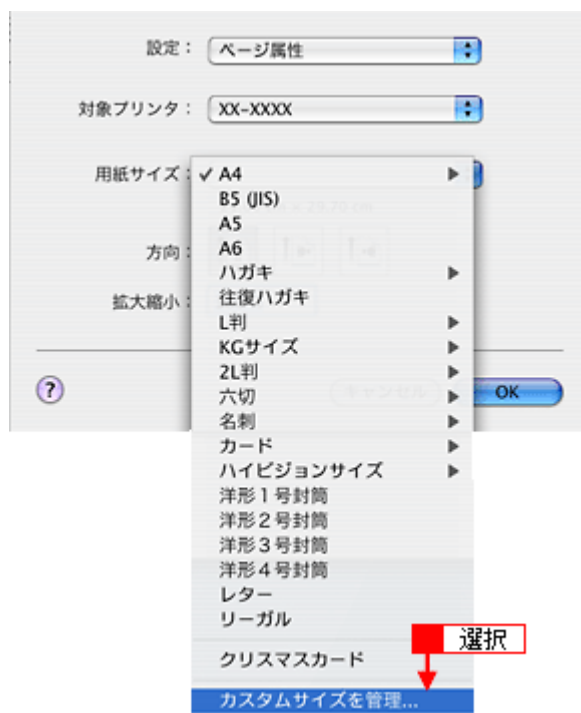 設定： ページ属性
対象プリンタ： XX-XXXX
用紙サイズ： ✓ A4
B5 (JIS)
A5
A6
方向：
ハガキ
往復ハガキ
拡大縮小：
L判
KGサイズ
2L判
六切
? キャンセル OK
名刺
カード
ハイビジョンサイズ
洋形１号封筒
洋形２号封筒
洋形３号封筒
洋形４号封筒
レター
リーガル
選択
クリスマスカード
カスタムサイズを管理...